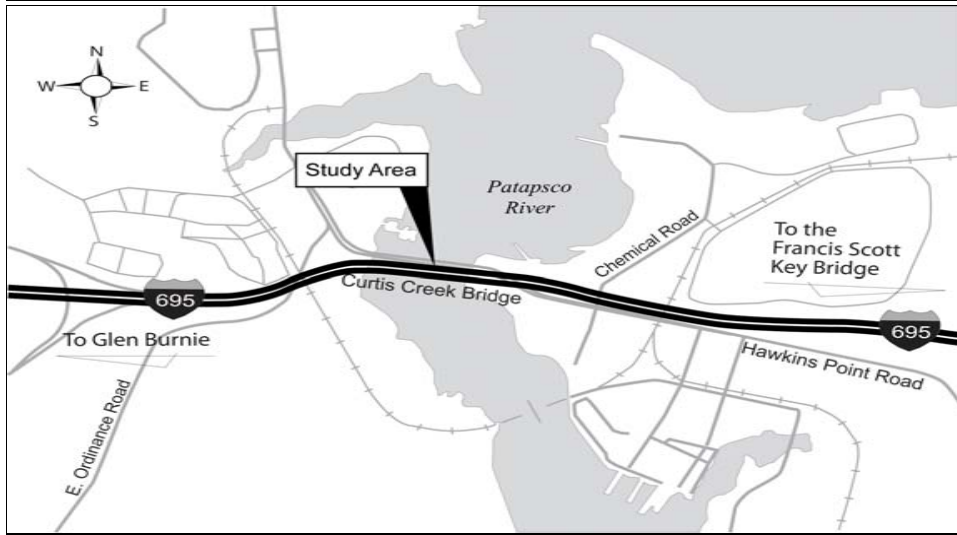 N
W E
S
Study Area
Patapsco
River
Chemical Road
To the
Francis Scott
Key Bridge
Curtis Creek Bridge
695
695
To Glen Burnie
Hawkins Point Road
E. Ordinance Road